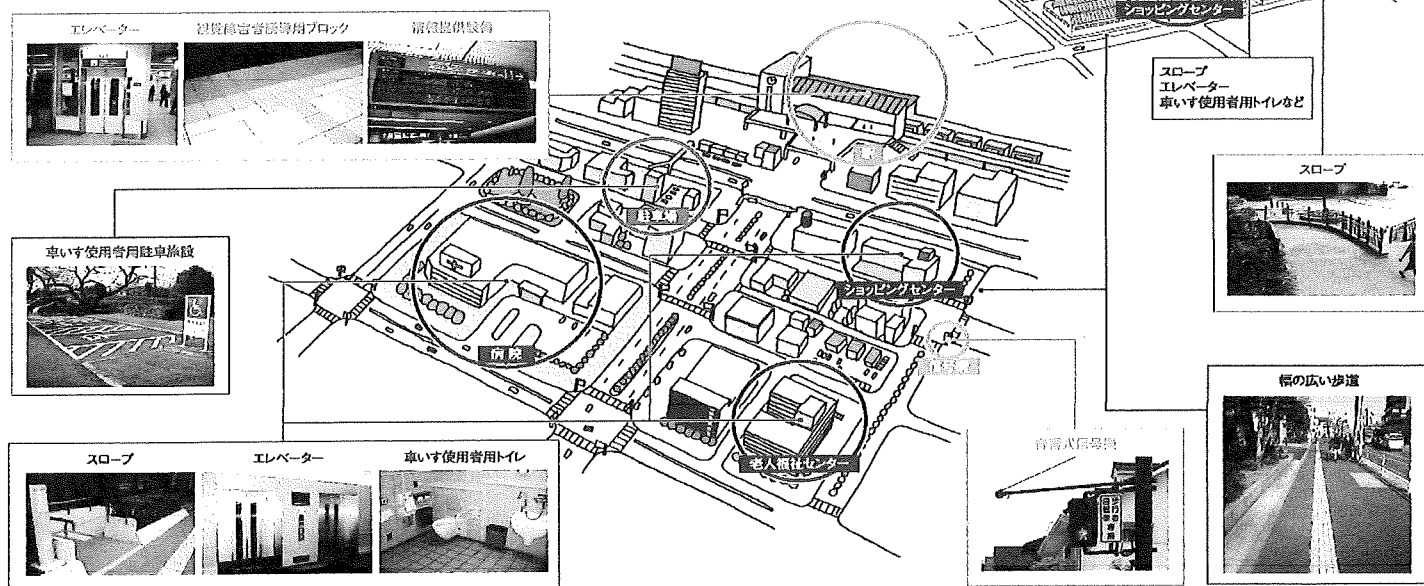 エレベーター
視覚障害者誘導用ブロック
情報提供設備
ショッピングセンター
スロープ
エレベーター
車いす使用者用トイレなど
スロープ
車いす使用者用駐車施設
駐車場
ショッピングセンター
病院
幅の広い歩道
老人福祉センター
音響式信号機
スロープ
エレベーター
車いす使用者用トイレ